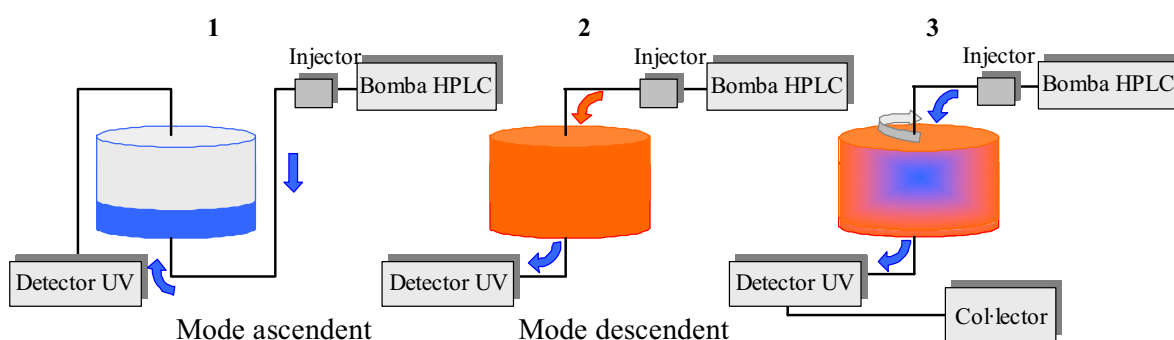 1
Injector
Bomba HPLC
Detector UV
Mode ascendent
2
Injector
Bomba HPLC
Detector UV
Mode descendent
3
Injector
Bomba HPLC
Detector UV
Col·lector